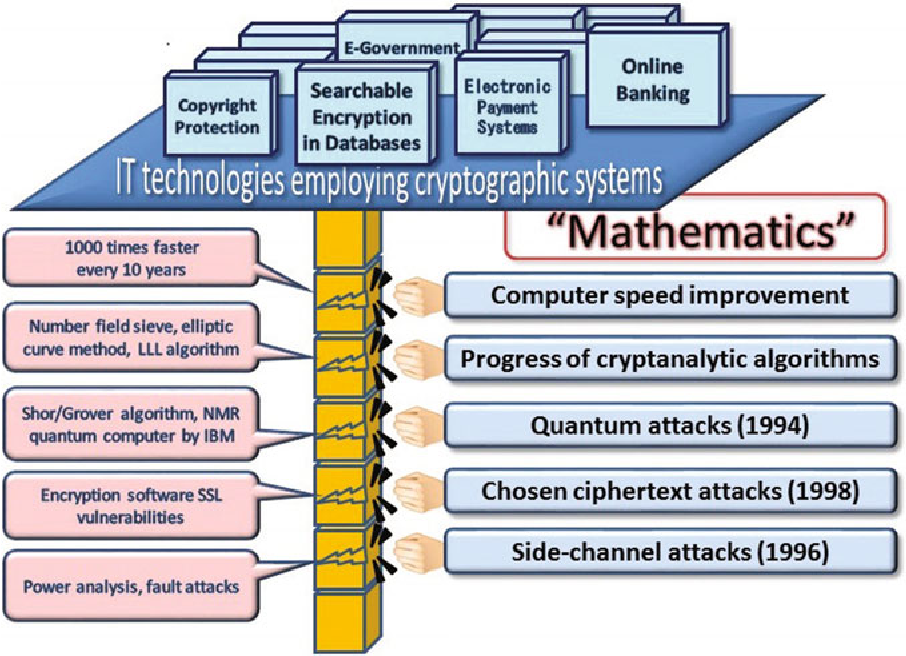 E-Government
Online
Banking
Copyright
Protection
Searchable
Encryption
in Databases
Electronic
Payment
Systems
IT technologies employing cryptographic systems
“Mathematics”
1000 times faster
every 10 years
Computer speed improvement
Number field sieve, elliptic
curve method, LLL algorithm
Progress of cryptanalytic algorithms
Shor/Grover algorithm, NMR
quantum computer by IBM
Quantum attacks (1994)
Encryption software SSL
vulnerabilities
Chosen ciphertext attacks (1998)
Power analysis, fault attacks
Side-channel attacks (1996)